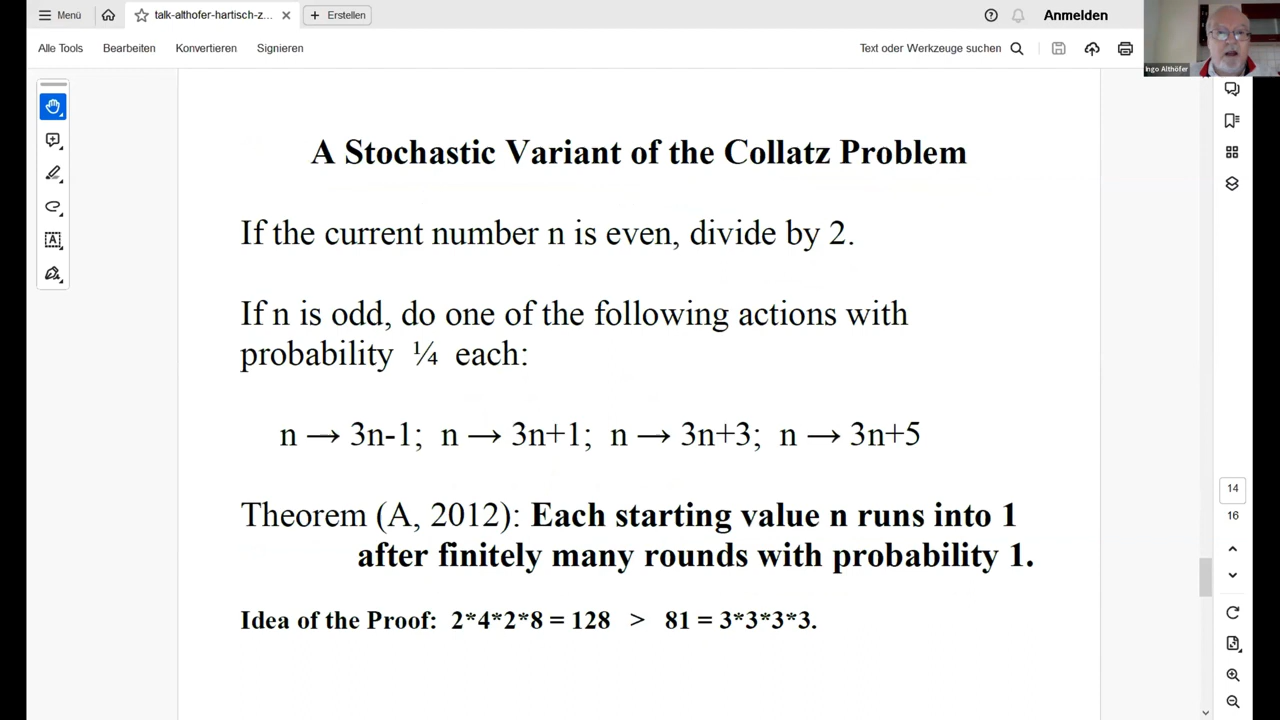 Menü
talk-althofer-hartisch-z...
Erstellen
Anmelden
Alle Tools
Bearbeiten
Konvertieren
Signieren
Text oder Werkzeuge suchen
Ingo Althöfer
A Stochastic Variant of the Collatz Problem
If the current number n is even, divide by 2.
If n is odd, do one of the following actions with
probability ¼ each:
n → 3n-1; n → 3n+1; n → 3n+3; n → 3n+5
Theorem (A, 2012): Each starting value n runs into 1
after finitely many rounds with probability 1.
Idea of the Proof: 2*4*2*8 = 128 > 81 = 3*3*3*3.
14
16